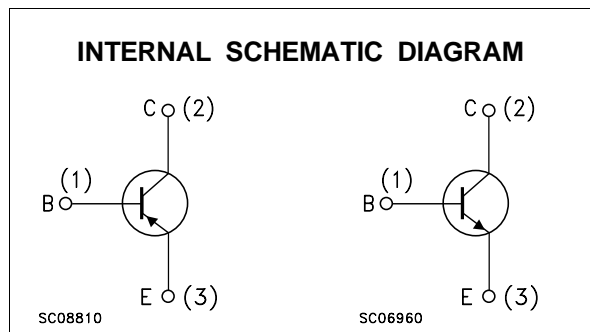 INTERNAL SCHEMATIC DIAGRAM
C (2)
(1)
B
E (3)
SC08810
C (2)
(1)
B
E (3)
SC06960